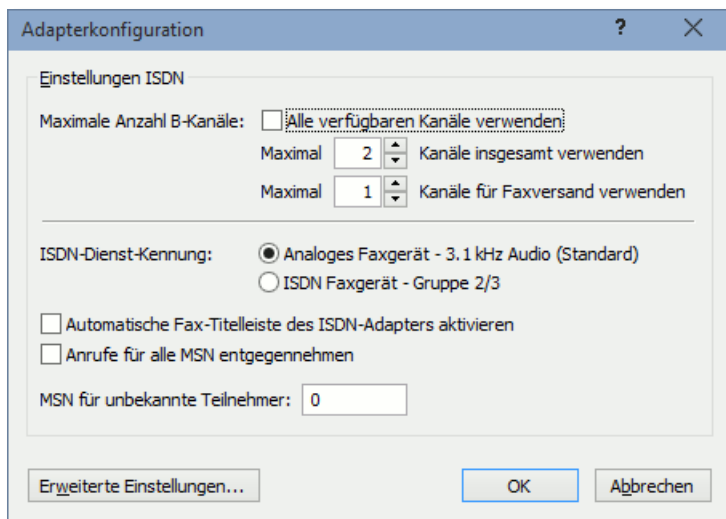 Adapterkonfiguration ?
Einstellungen ISDN
Maximale Anzahl B-Kanäle: Alle verfügbaren Kanäle verwenden
Maximal 2 Kanäle insgesamt verwenden
Maximal 1 Kanäle für Faxversand verwenden
ISDN-Dienst-Kennung: Analoges Faxgerät - 3.1 kHz Audio (Standard)
ISDN Faxgerät - Gruppe 2/3
Automatische Fax-Titelleiste des ISDN-Adapters aktivieren
Anrufe für alle MSN entgegennehmen
MSN für unbekannte Teilnehmer: 0
Erweiterte Einstellungen... OK Abbrechen